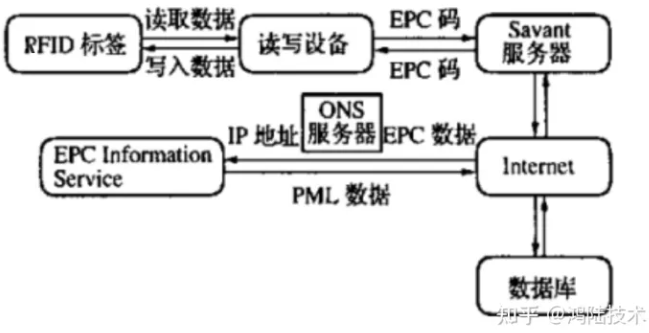 RFID 标签
读取数据
写入数据
读写设备
EPC 码
EPC 码
Savant
服务器
ONS
服务器
IP 地址
EPC 数据
EPC Information
Service
PML 数据
Internet
数据库
知乎 @鸿陆技术